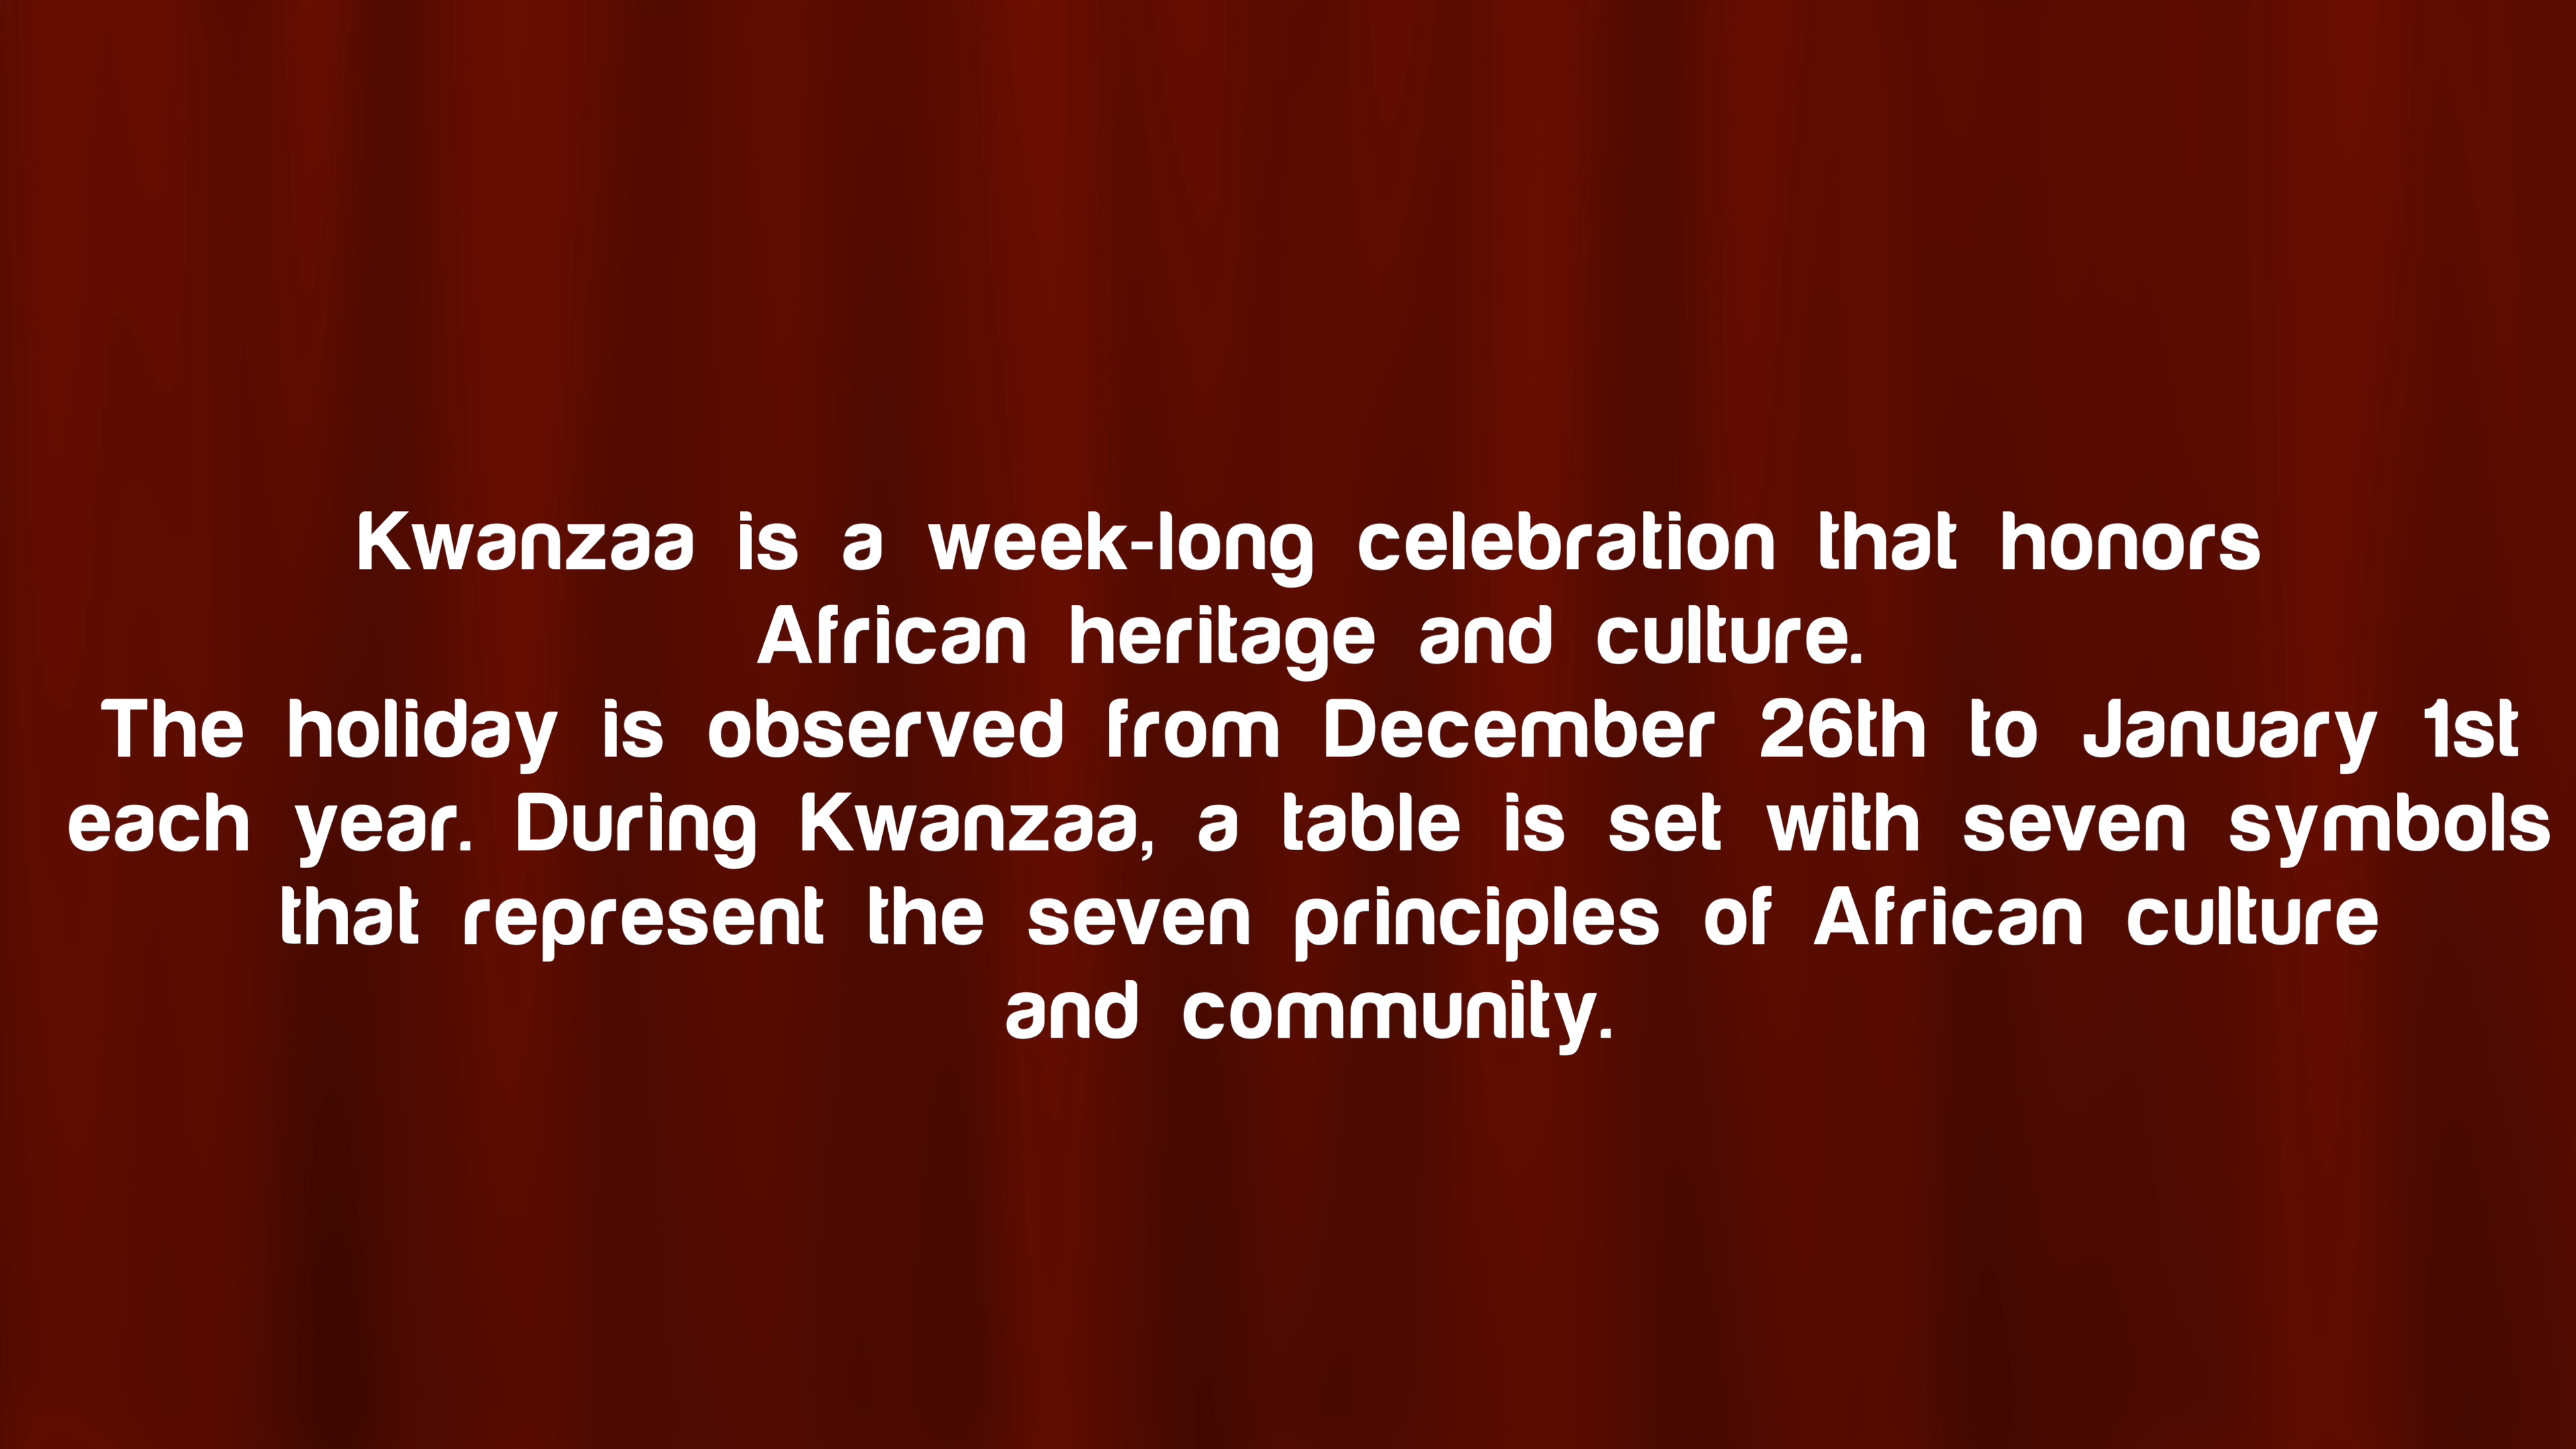 Kwanzaa is a week-long celebration that honors
African heritage and culture.
The holiday is observed from December 26th to January 1st
each year. During Kwanzaa, a table is set with seven symbols
that represent the seven principles of African culture
and community.